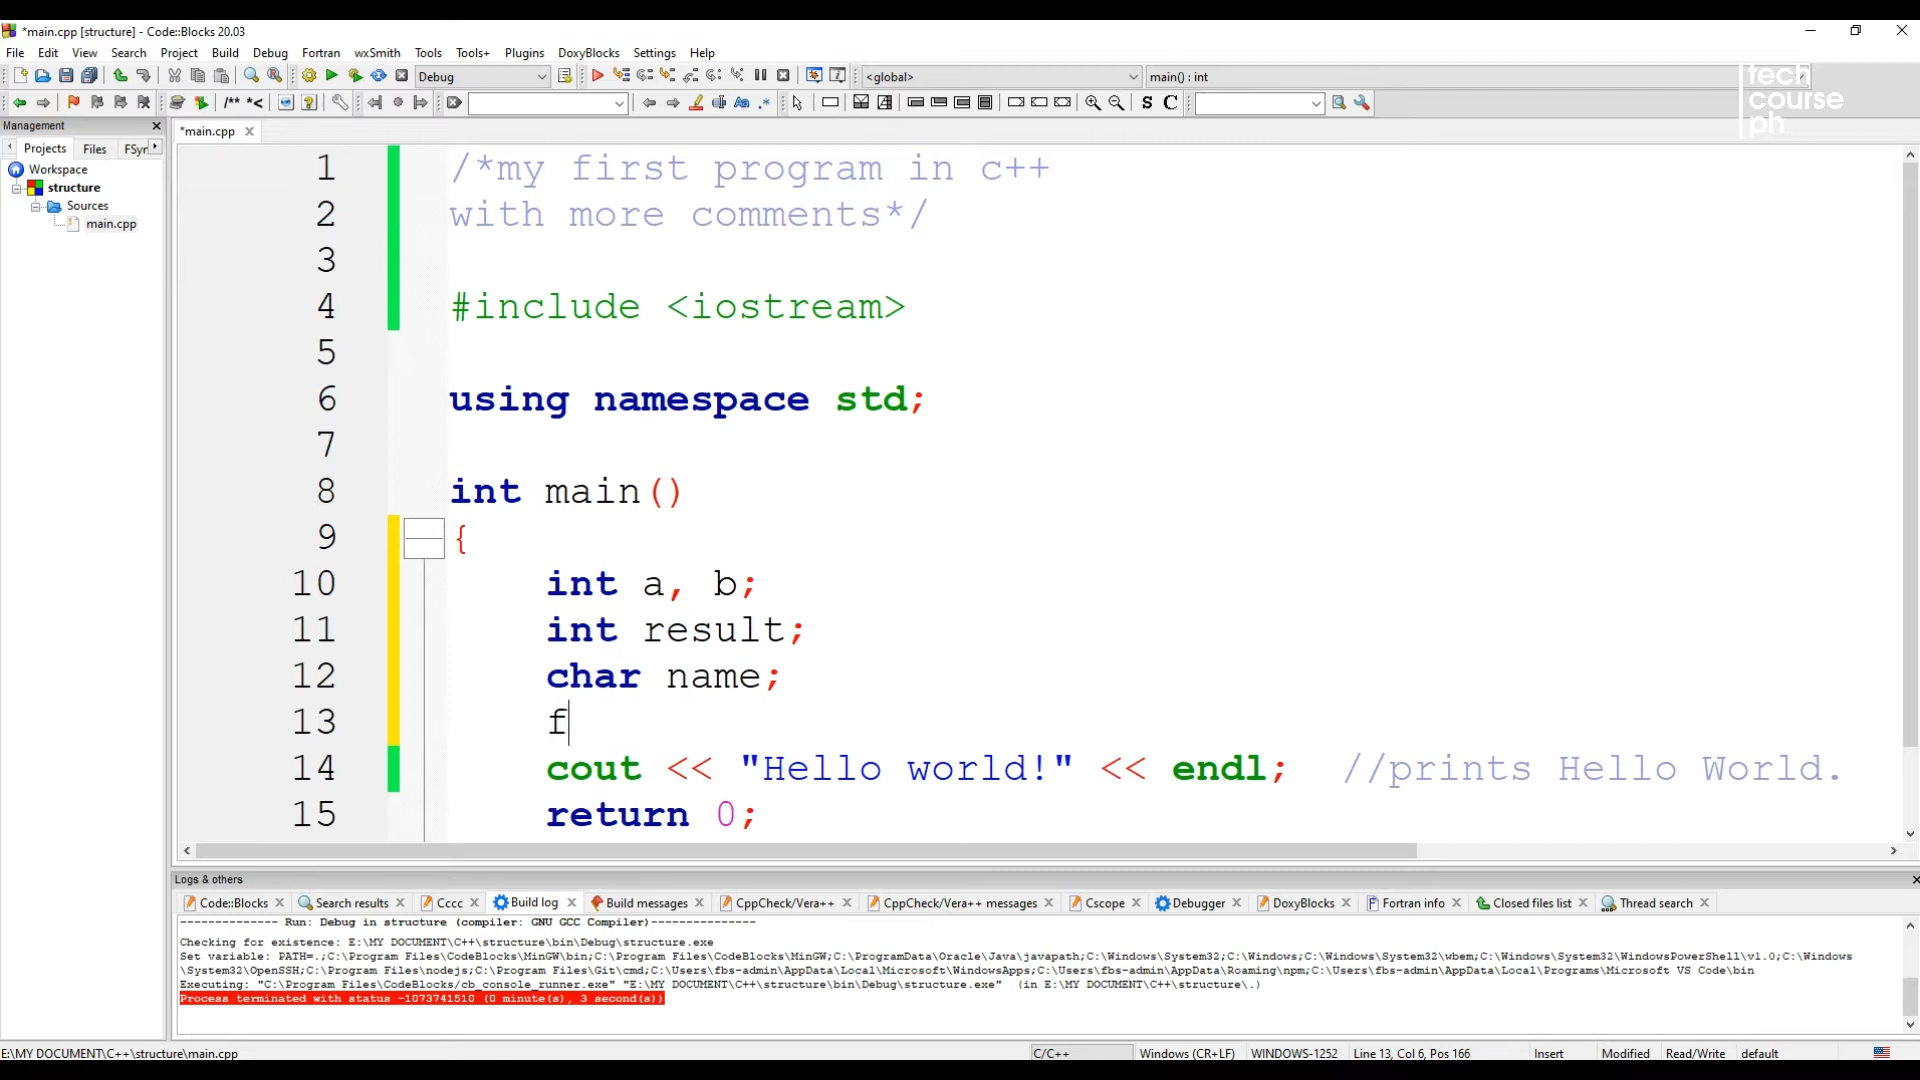 *main.cpp [structure] - Code::Blocks 20.03
File Edit View Search Project Build Debug Fortran wxSmith Tools Tools+ Plugins DoxyBlocks Settings Help
Debug <global> main() : int
tech
course
ph
/** *< S C
Management
*main.cpp
Projects Files FSyr
Workspace
structure
Sources
main.cpp
1 /*my first program in c++
2 with more comments*/
3
4 #include <iostream>
5
6 using namespace std;
7
8 int main()
9 {
10 int a, b;
11 int result;
12 char name;
13 f
14 cout << "Hello world!" << endl; //prints Hello World.
15 return 0;
Logs & others
Code::Blocks Search results Cccc Build log Build messages CppCheck/Vera++ CppCheck/Vera++ messages Cscope Debugger DoxyBlocks Fortran info Closed files list Thread search
-------------- Run: Debug in structure (compiler: GNU GCC Compiler)---------------
Checking for existence: E:\MY DOCUMENT\C++\structure\bin\Debug\structure.exe
Set variable: PATH=.;C:\Program Files\CodeBlocks\MinGW\bin;C:\Program Files\CodeBlocks\MinGW;C:\ProgramData\Oracle\Java\javapath;C:\Windows\System32;C:\Windows;C:\Windows\System32\wbem;C:\Windows\System32\WindowsPowerShell\v1.0;C:\Windows
\System32\OpenSSH;C:\Program Files\nodejs;C:\Program Files\Git\cmd;C:\Users\fbs-admin\AppData\Local\Microsoft\WindowsApps;C:\Users\fbs-admin\AppData\Roaming\npm;C:\Users\fbs-admin\AppData\Local\Programs\Microsoft VS Code\bin
Executing: "C:\Program Files\CodeBlocks/cb_console_runner.exe" "E:\MY DOCUMENT\C++\structure\bin\Debug\structure.exe" (in E:\MY DOCUMENT\C++\structure\.)
Process terminated with status -1073741510 (0 minute(s), 3 second(s))
E:\MY DOCUMENT\C++\structure\main.cpp C/C++ Windows (CR+LF) WINDOWS-1252 Line 13, Col 6, Pos 166 Insert Modified Read/Write default